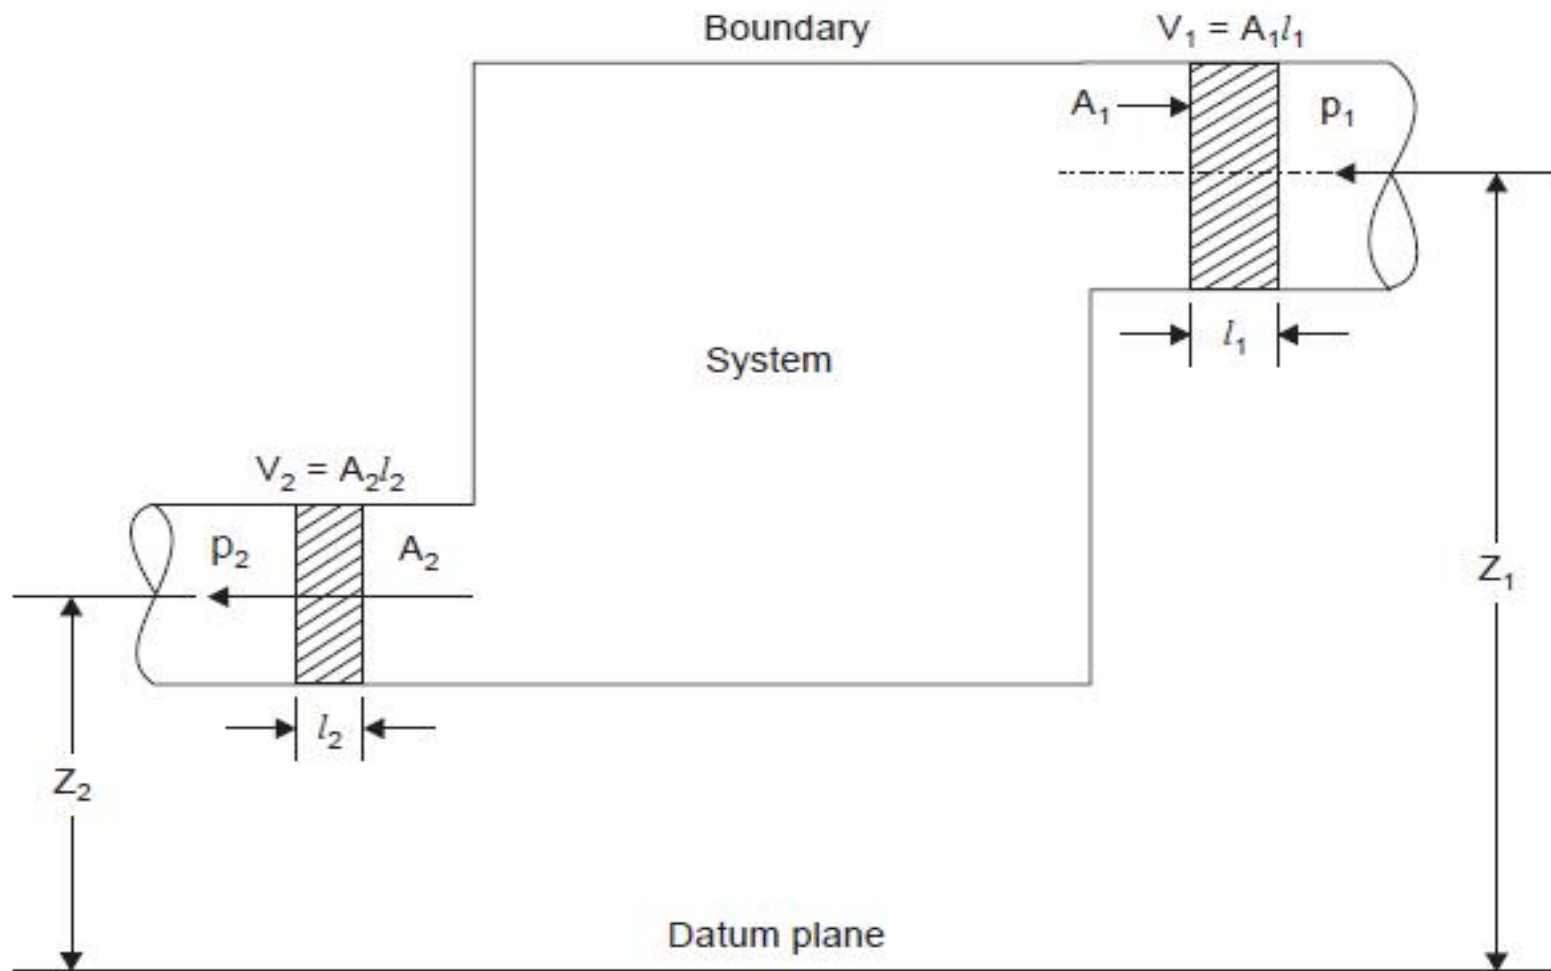 Boundary
V₁ = A₁l₁
A₁
p₁
l₁
System
V₂ = A₂l₂
p₂
A₂
Z₁
l₂
Z₂
Datum plane